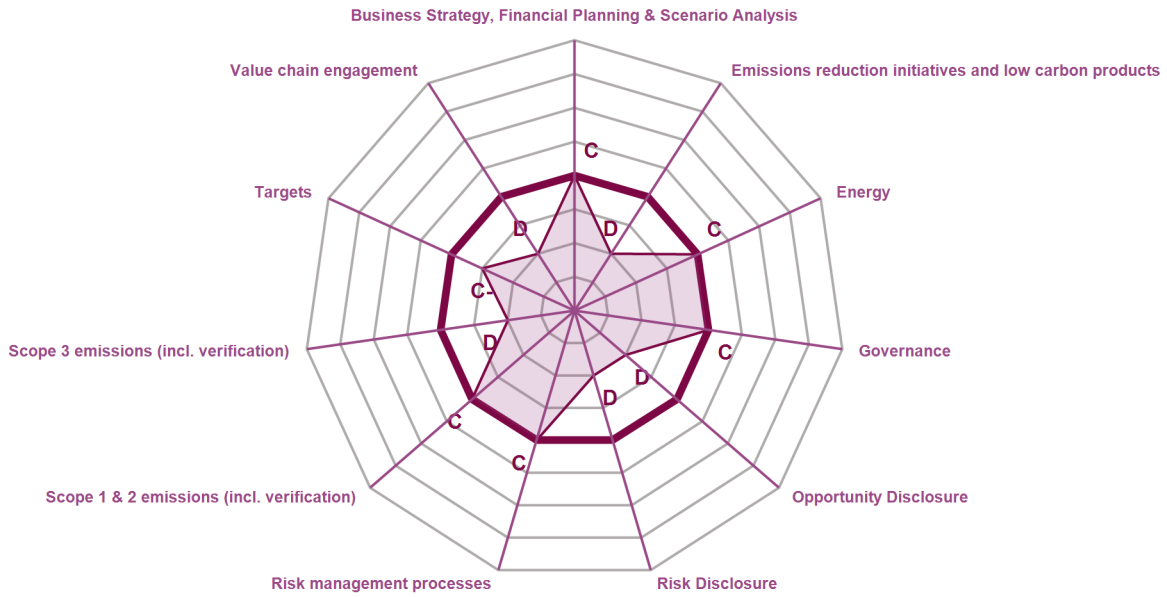 Business Strategy, Financial Planning & Scenario Analysis
Value chain engagement
Emissions reduction initiatives and low carbon products
C
Targets
Energy
D
D
C
C-
Scope 3 emissions (incl. verification)
D
C
Governance
D
D
C
C
Scope 1 & 2 emissions (incl. verification)
Opportunity Disclosure
Risk management processes
Risk Disclosure